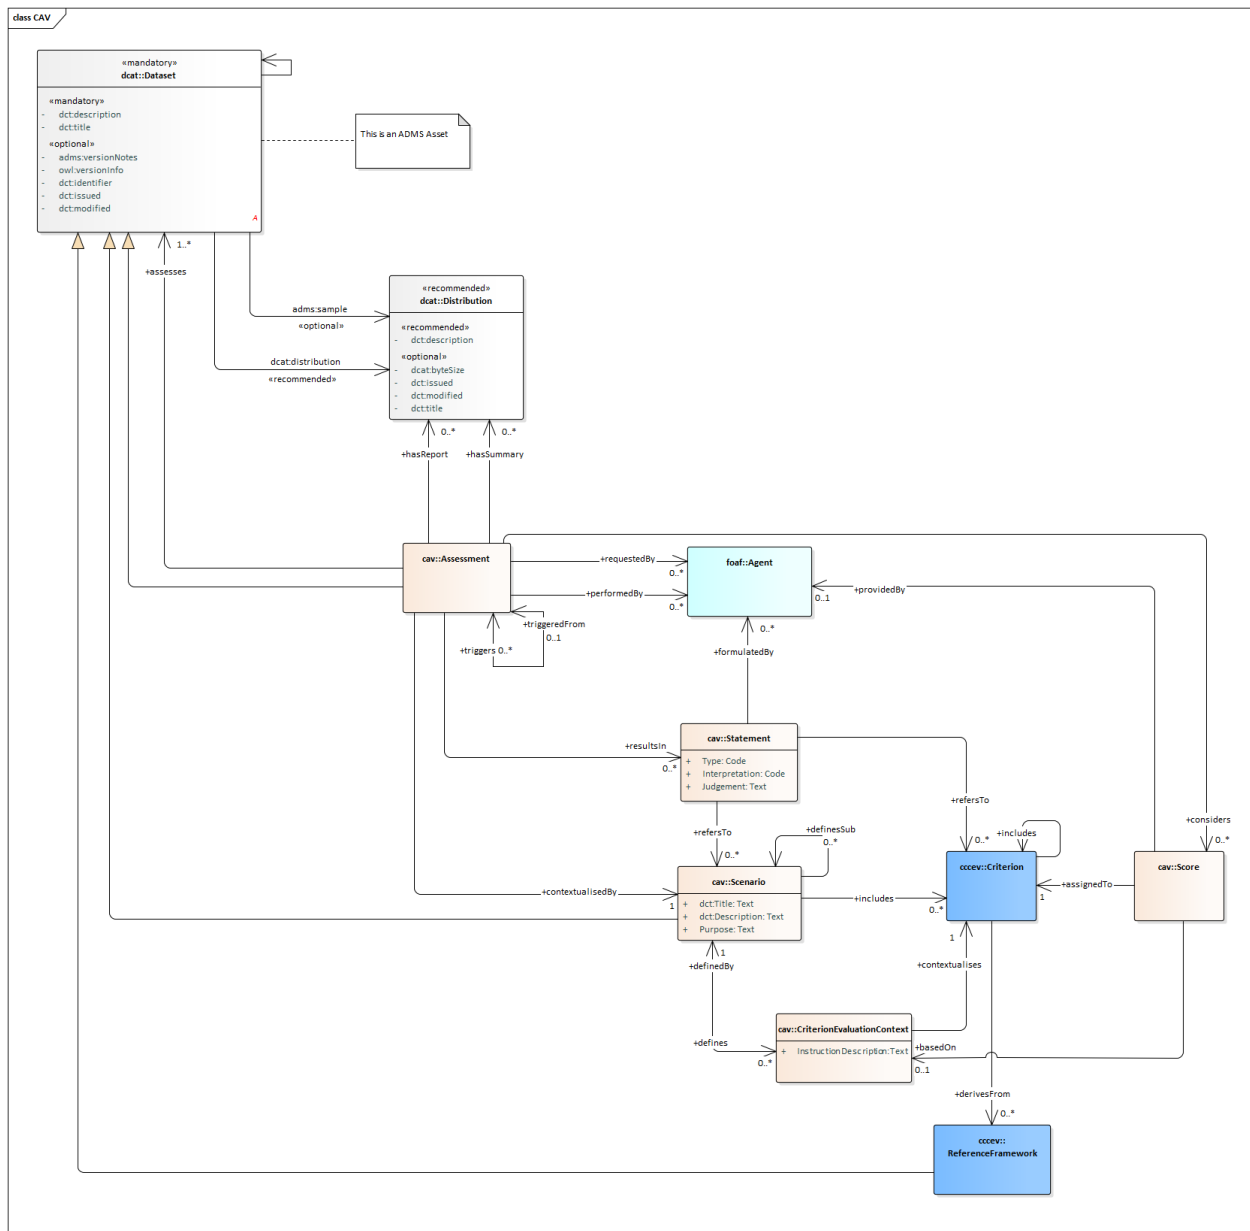 class CAV
«mandatory»
dcat::Dataset
«mandatory»
- dct:description
- dct:title
«optional»
- adms:versionNotes
- owl:versionInfo
- dct:identifier
- dct:issued
- dct:modified
A
This is an ADMS Asset
1..*
+assesses
adms:sample
«optional»
dcat:distribution
«recommended»
«recommended»
dcat::Distribution
«recommended»
- dct:description
«optional»
- dcat:byteSize
- dct:issued
- dct:modified
- dct:title
0..*
0..*
+hasReport
+hasSummary
cav::Assessment
+requestedBy
0..*
+performedBy
0..*
foaf::Agent
+providedBy
0..1
+triggeredFrom
0..1
+triggers 0..*
0..*
+formulatedBy
cav::Statement
+ Type: Code
+ Interpretation: Code
+ Judgement: Text
+resultsIn
0..*
+refersTo
0..*
+refersTo
0..*
+definesSub
0..*
+includes
+considers
0..*
cav::Scenario
+ dct:Title: Text
+ dct:Description: Text
+ Purpose: Text
+contextualisedBy
1
+includes
0..*
cccev::Criterion
+assignedTo
1
cav::Score
1
+definedBy
1
+contextualises
cav::CriterionEvaluationContext
+ InstructionDescription:Text
+defines
0..*
+basedOn
0..1
+derivesFrom
0..*
cccev::
ReferenceFramework